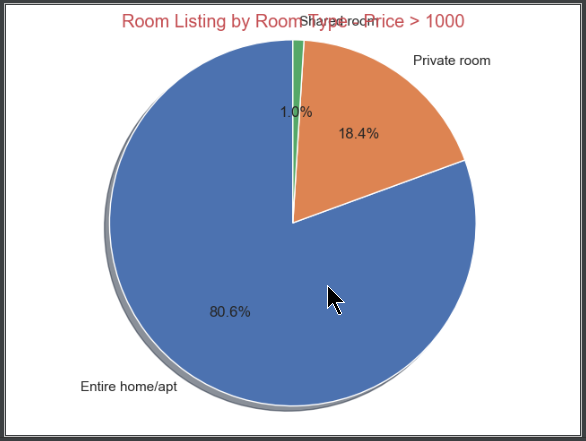 Room Listing by Room Type - Price > 1000
Shared room
Private room
1.0%
18.4%
80.6%
Entire home/apt